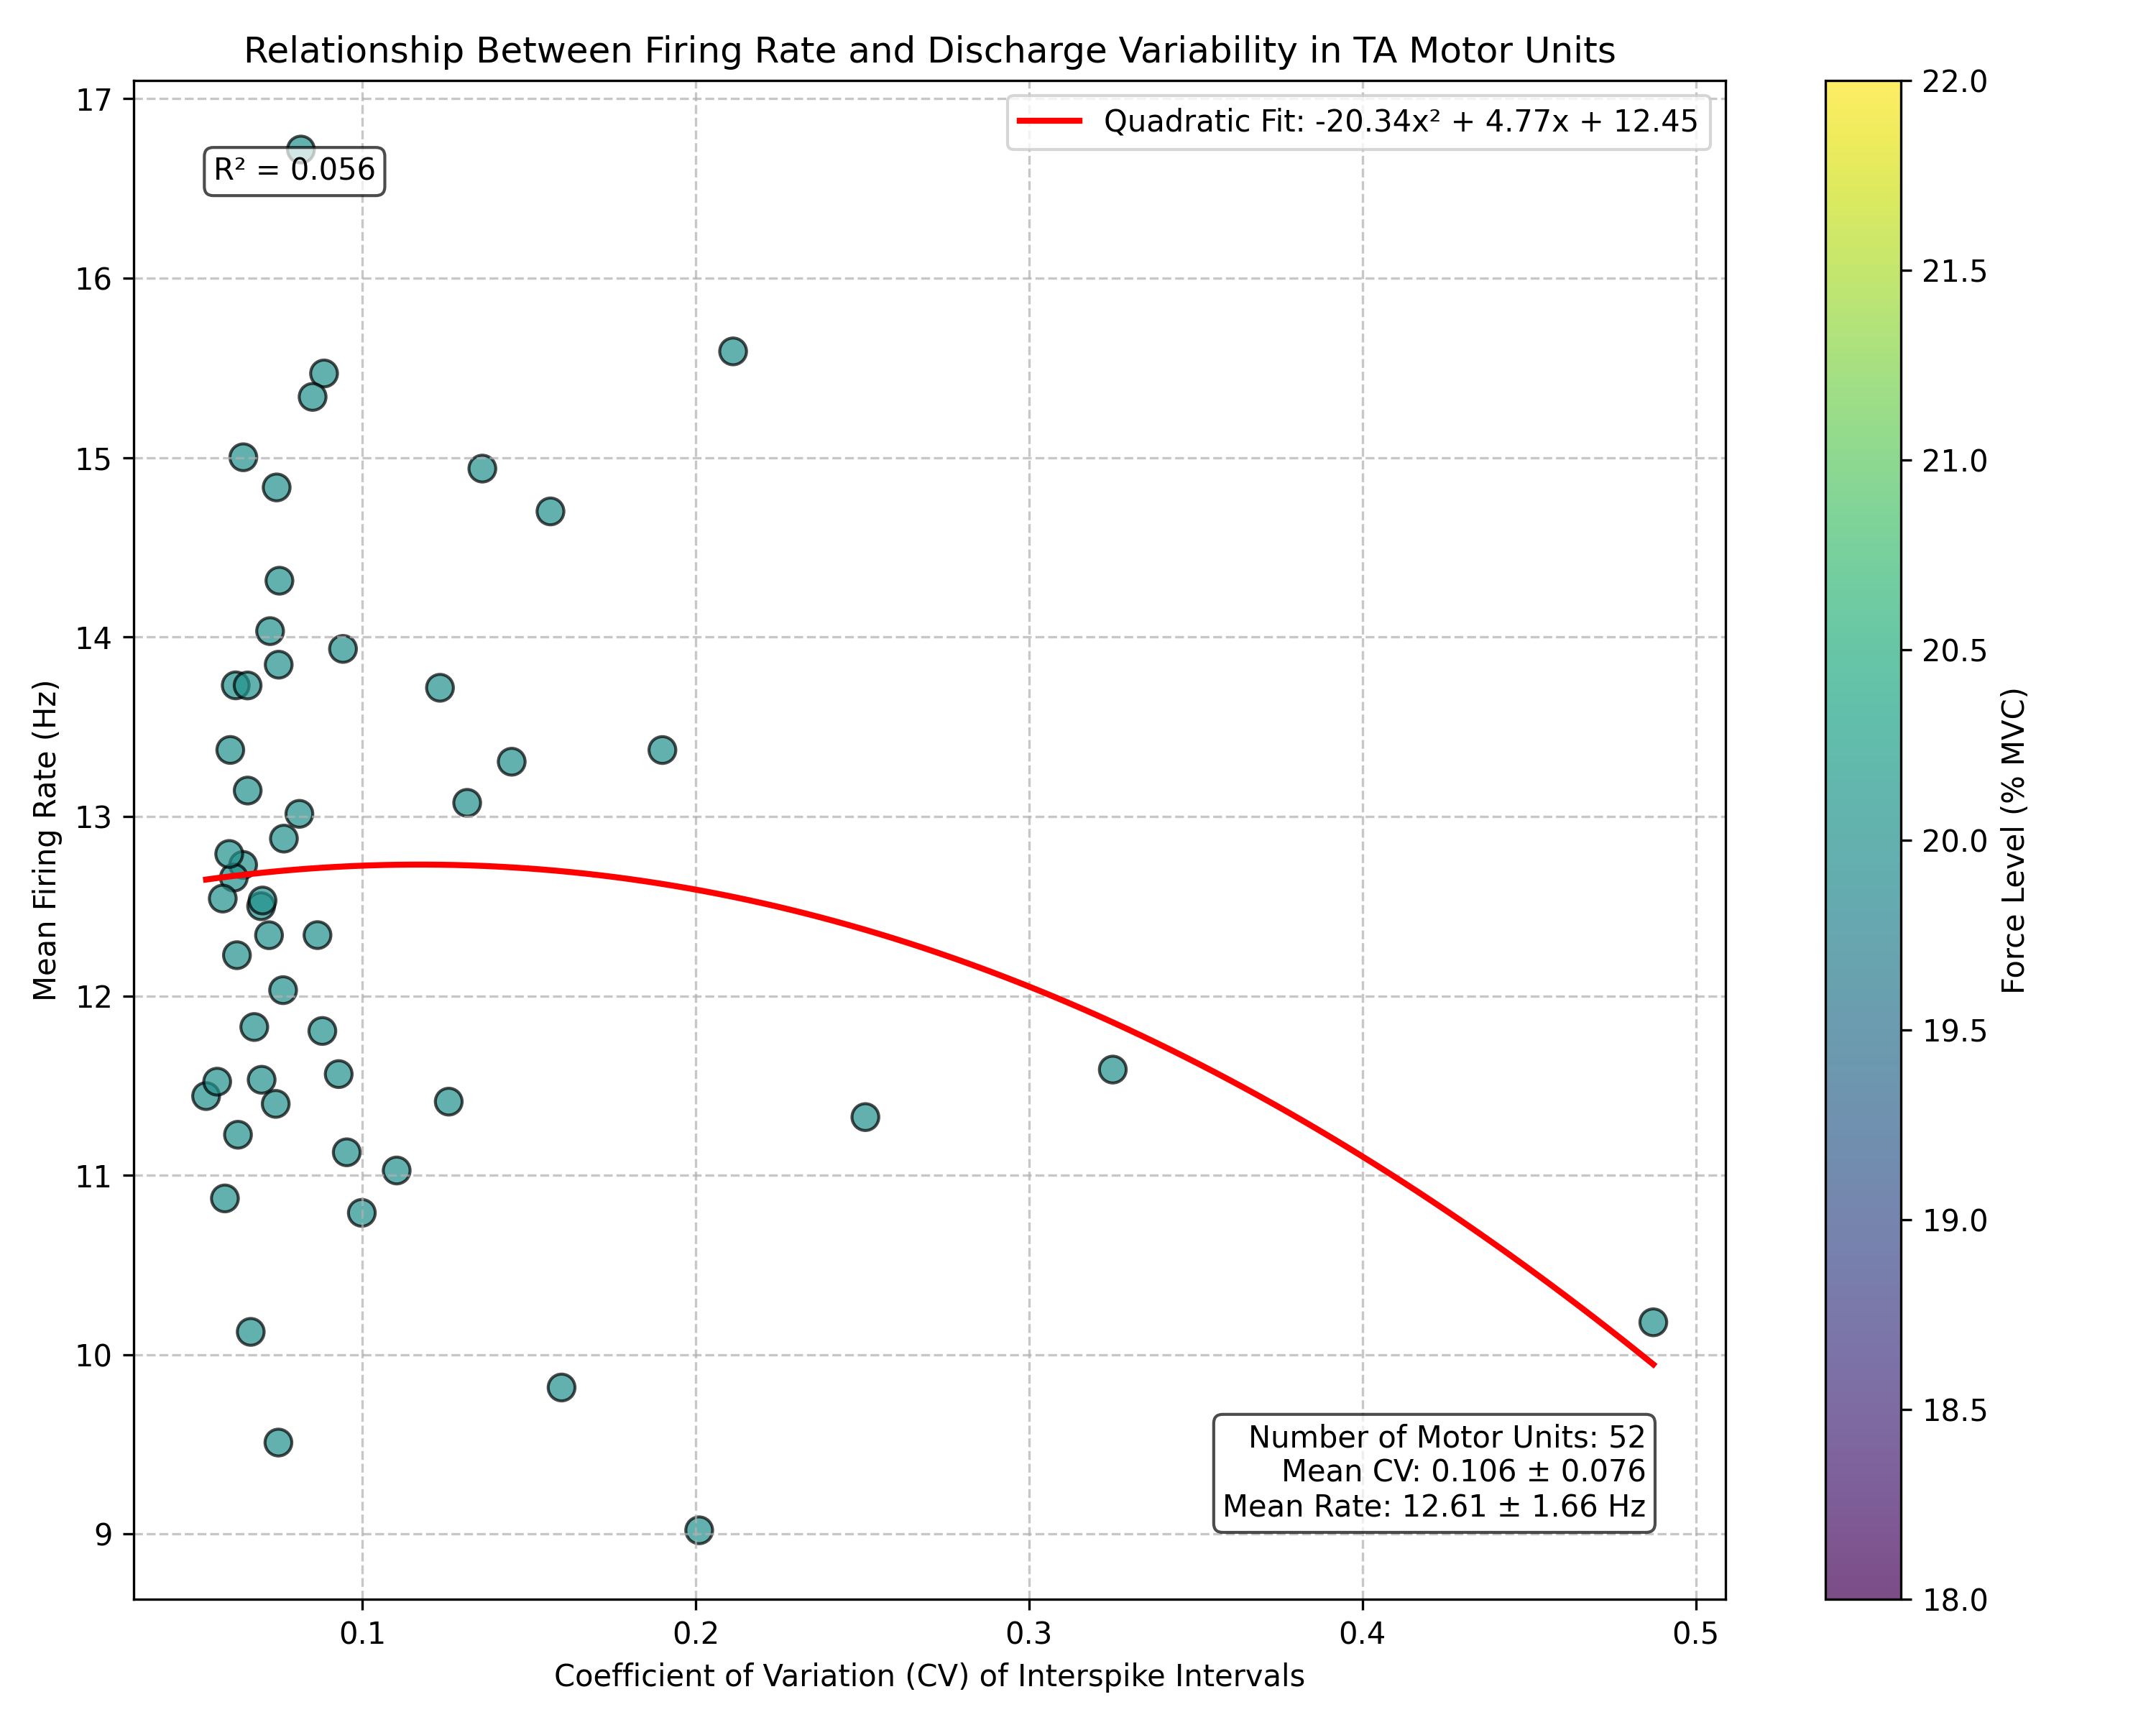 Relationship Between Firing Rate and Discharge Variability in TA Motor Units
Quadratic Fit: -20.34x² + 4.77x + 12.45
R² = 0.056
Mean Firing Rate (Hz)
17
16
15
14
13
12
11
10
9
Number of Motor Units: 52
Mean CV: 0.106 ± 0.076
Mean Rate: 12.61 ± 1.66 Hz
0.1
0.2
0.3
0.4
0.5
Coefficient of Variation (CV) of Interspike Intervals
22.0
21.5
21.0
20.5
20.0
19.5
19.0
18.5
18.0
Force Level (% MVC)